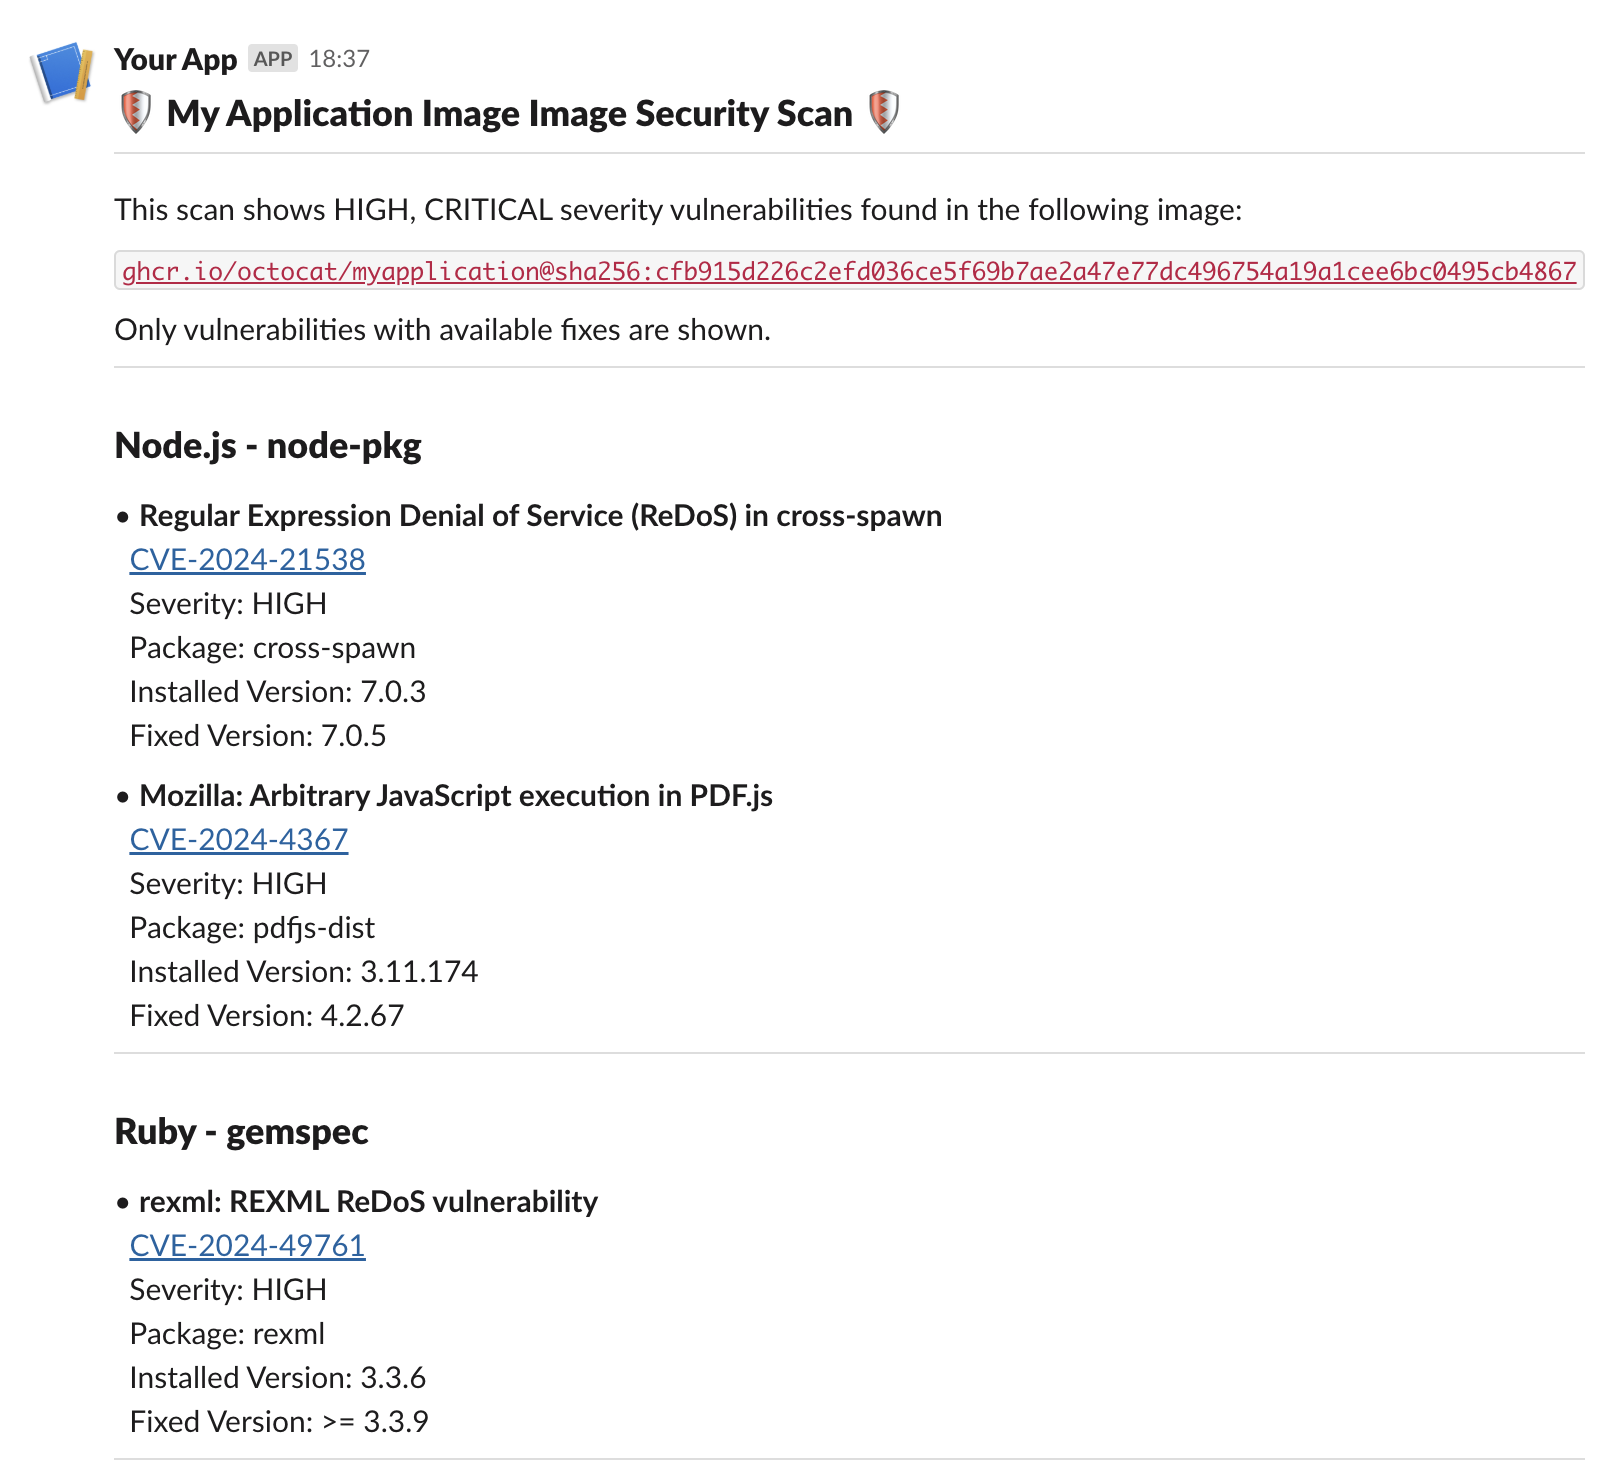 Your App APP 18:37
My Application Image Image Security Scan
This scan shows HIGH, CRITICAL severity vulnerabilities found in the following image:
ghcr.io/octocat/myapplication@sha256:cfb915d226c2efd036ce5f69b7ae2a47e77dc496754a19a1cee6bc0495cb4867
Only vulnerabilities with available fixes are shown.
Node.js - node-pkg
• Regular Expression Denial of Service (ReDoS) in cross-spawn
CVE-2024-21538
Severity: HIGH
Package: cross-spawn
Installed Version: 7.0.3
Fixed Version: 7.0.5
• Mozilla: Arbitrary JavaScript execution in PDF.js
CVE-2024-4367
Severity: HIGH
Package: pdfjs-dist
Installed Version: 3.11.174
Fixed Version: 4.2.67
Ruby - gemspec
• rexml: REXML ReDoS vulnerability
CVE-2024-49761
Severity: HIGH
Package: rexml
Installed Version: 3.3.6
Fixed Version: >= 3.3.9